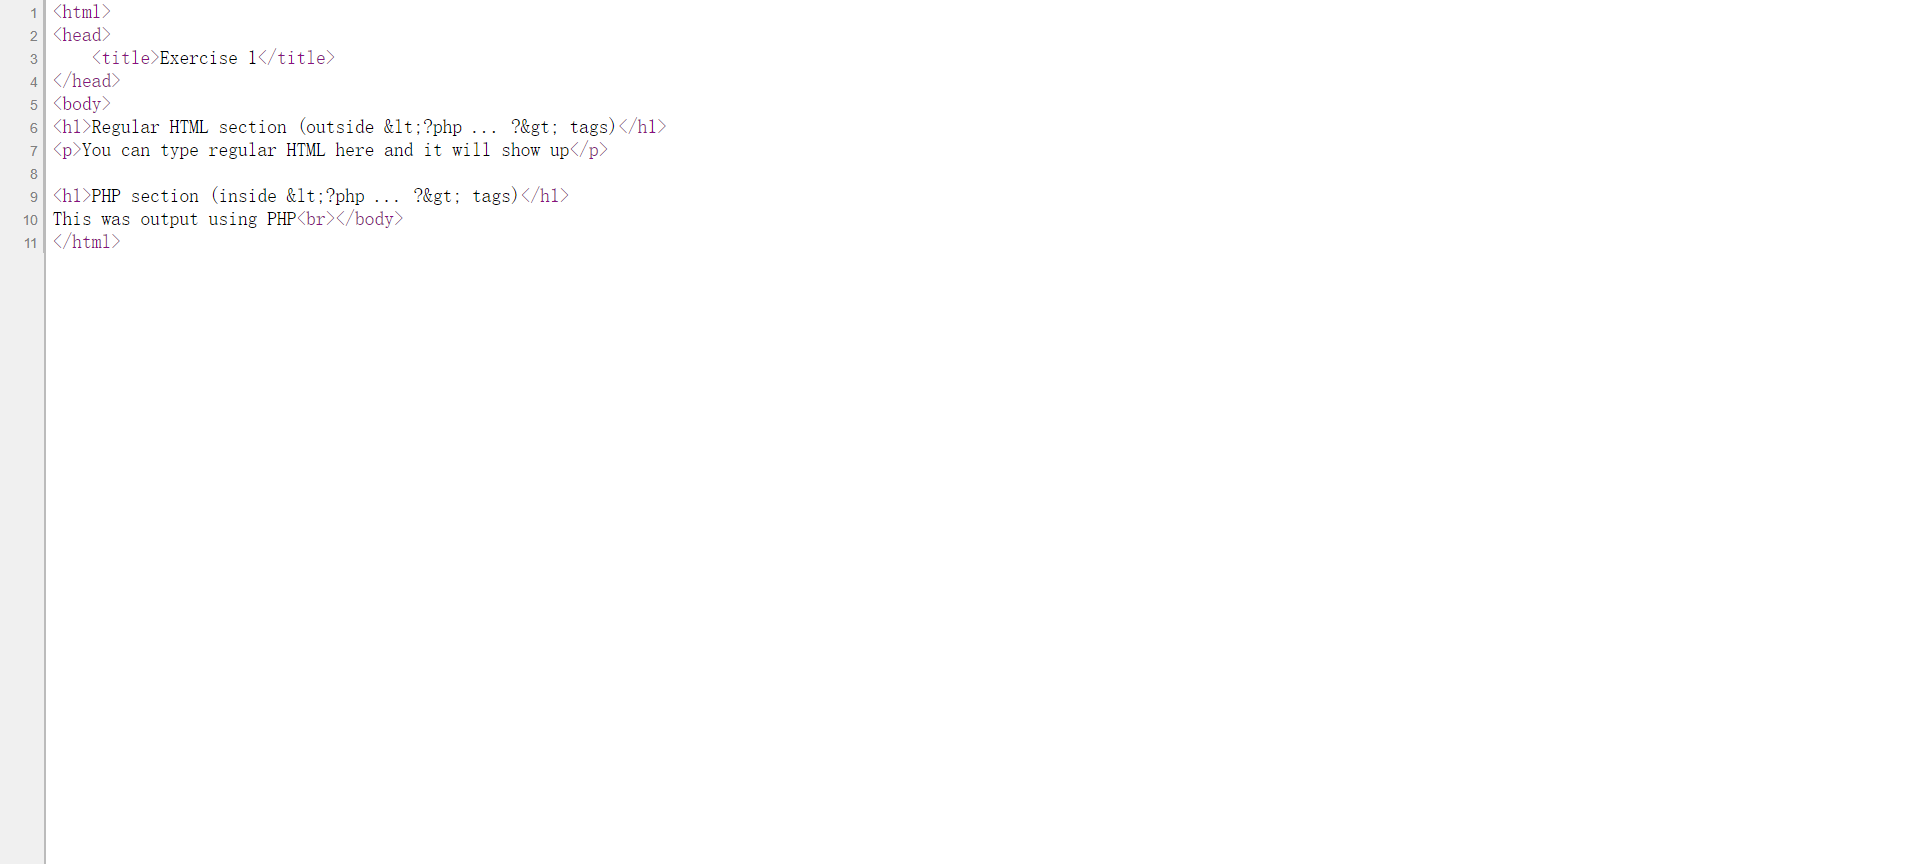 1 <html>
2 <head>
3     <title>Exercise 1</title>
4 </head>
5 <body>
6 <h1>Regular HTML section (outside &lt;?php ... ?&gt; tags)</h1>
7 <p>You can type regular HTML here and it will show up</p>
8
9 <h1>PHP section (inside &lt;?php ... ?&gt; tags)</h1>
10 This was output using PHP<br></body>
11 </html>